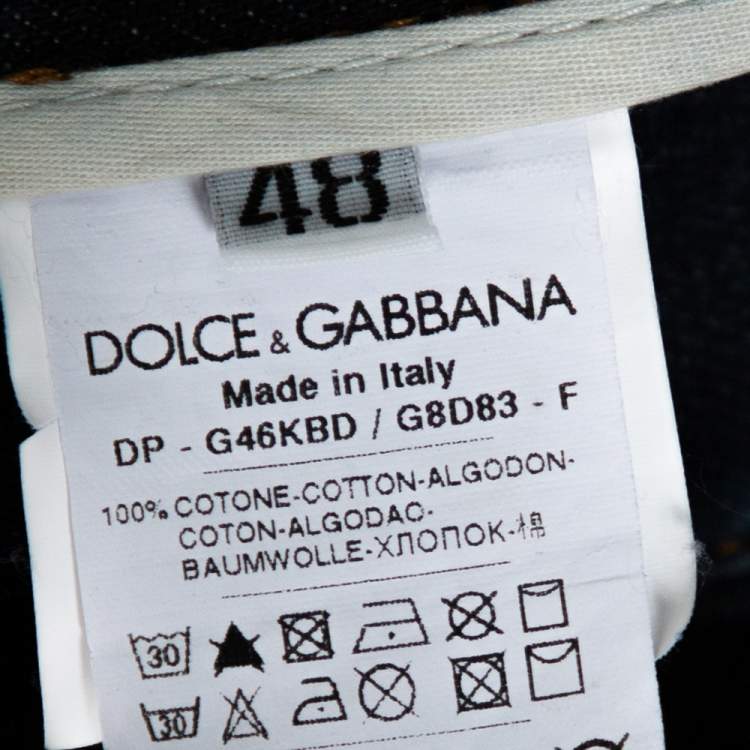 48
DOLCE & GABBANA
Made in Italy
DP - G46KBD / G8D83 - F
100% COTONE-COTTON-ALGODON-
COTON-ALGODAO-
BAUMWOLLE-ХЛОПОК-棉
30
30